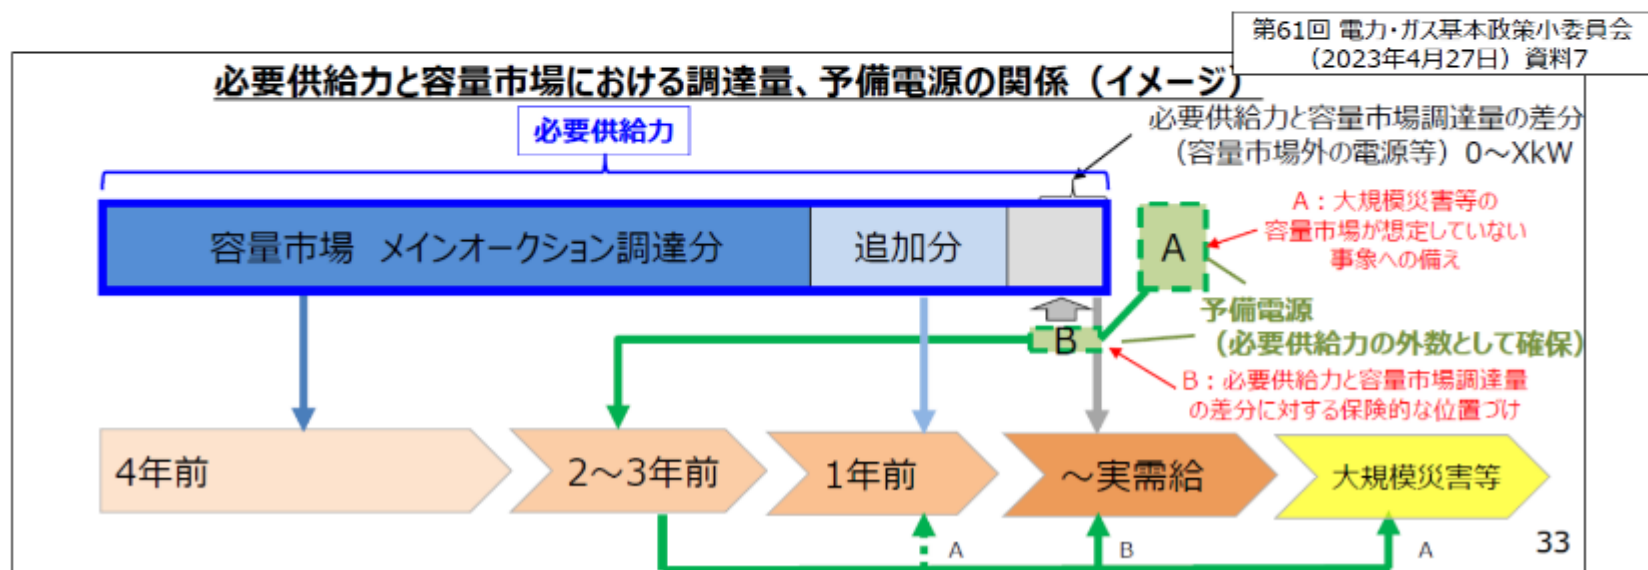 第61回 電力・ガス基本政策小委員会
（2023年4月27日）資料7
必要供給力と容量市場における調達量、予備電源の関係（イメージ）
必要供給力
必要供給力と容量市場調達量の差分
（容量市場外の電源等）0～XkW
容量市場　メインオークション調達分
追加分
A
A：大規模災害等の
容量市場が想定していない
事象への備え
B
予備電源
（必要供給力の外数として確保）
B：必要供給力と容量市場調達量
の差分に対する保険的な位置づけ
4年前
2～3年前
1年前
～実需給
大規模災害等
A
B
A
33